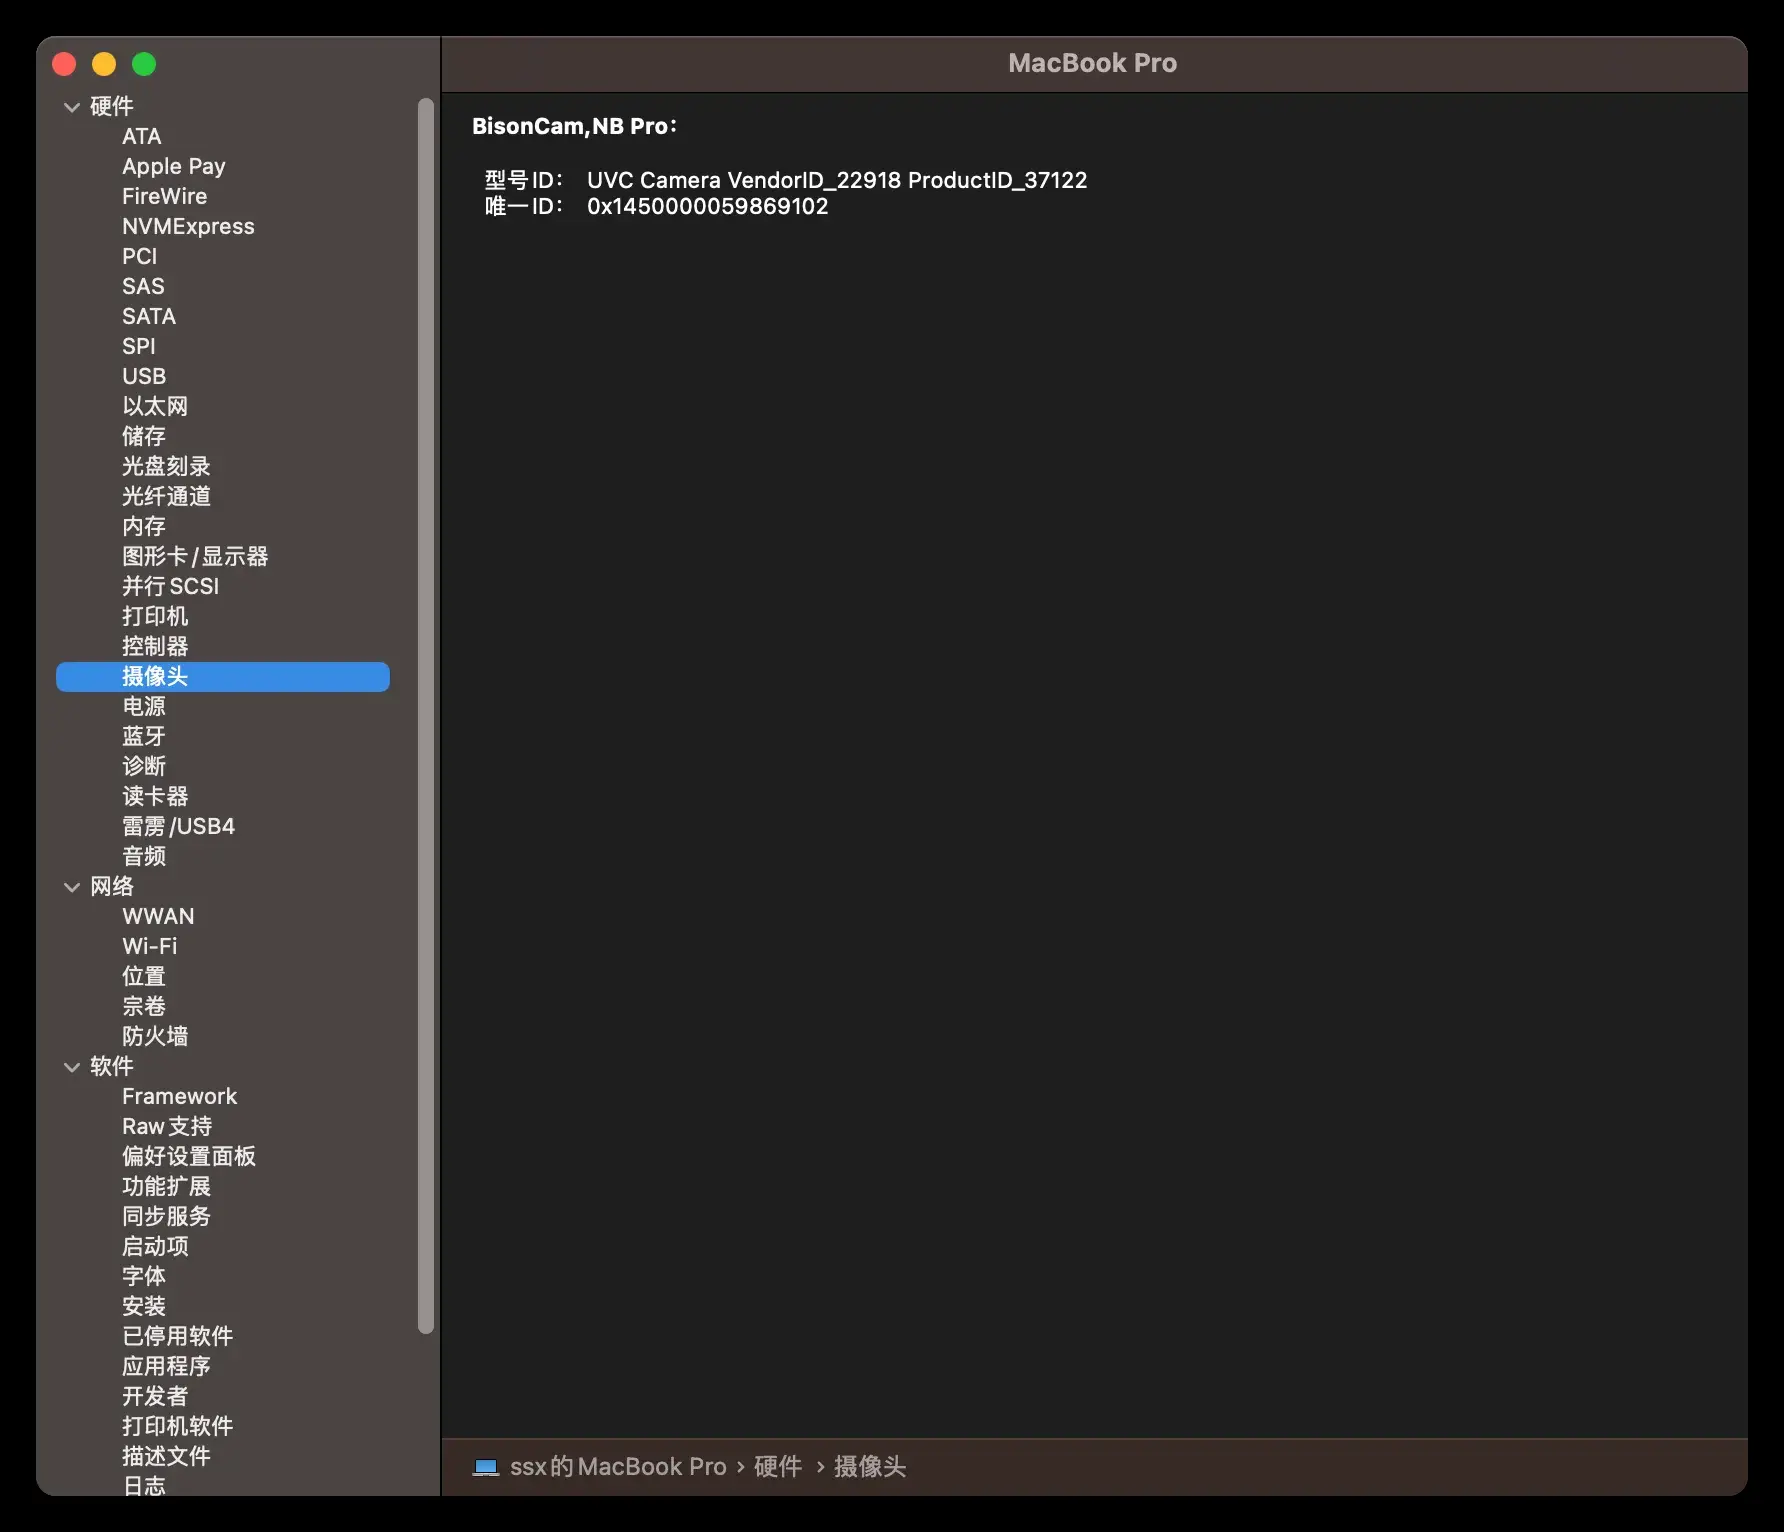 MacBook Pro
硬件
ATA
Apple Pay
FireWire
NVMExpress
PCI
SAS
SATA
SPI
USB
以太网
储存
光盘刻录
光纤通道
内存
图形卡/显示器
并行SCSI
打印机
控制器
摄像头
电源
蓝牙
诊断
读卡器
雷雳/USB4
音频
网络
WWAN
Wi-Fi
位置
宗卷
防火墙
软件
Framework
Raw支持
偏好设置面板
功能扩展
同步服务
启动项
字体
安装
已停用软件
应用程序
开发者
打印机软件
描述文件
日志
BisonCam,NB Pro：
型号ID： UVC Camera VendorID_22918 ProductID_37122
唯一ID： 0x1450000059869102
ssx的MacBook Pro › 硬件 › 摄像头